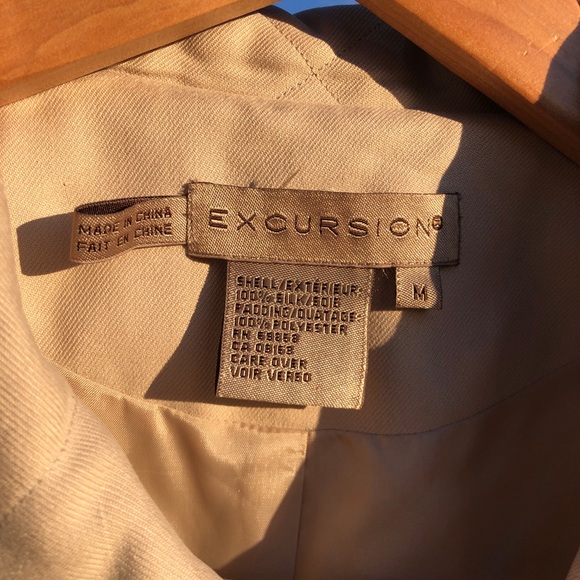 MADE IN CHINA
FAIT EN CHINE
EXCURSION®
M
SHELL/EXTÉRIEUR:
100% SILK/SOIE
PADDING/OUATAGE:
100% POLYESTER
RN 69858
CA 08168
CARE OVER
VOIR VERSO